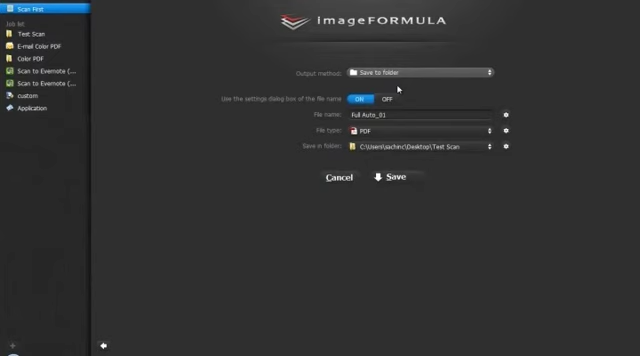 Scan First
Job list
Test Scan
E-mail Color PDF
Color PDF
Scan to Evernote (...
Scan to Evernote (...
custom
Application
imageFORMULA
Output method: Save to folder
Use the settings dialog box of the file name ON OFF
File name: Full Auto_01
File type: PDF
Save in folder: C:\Users\sachinc\Desktop\Test Scan
Cancel Save